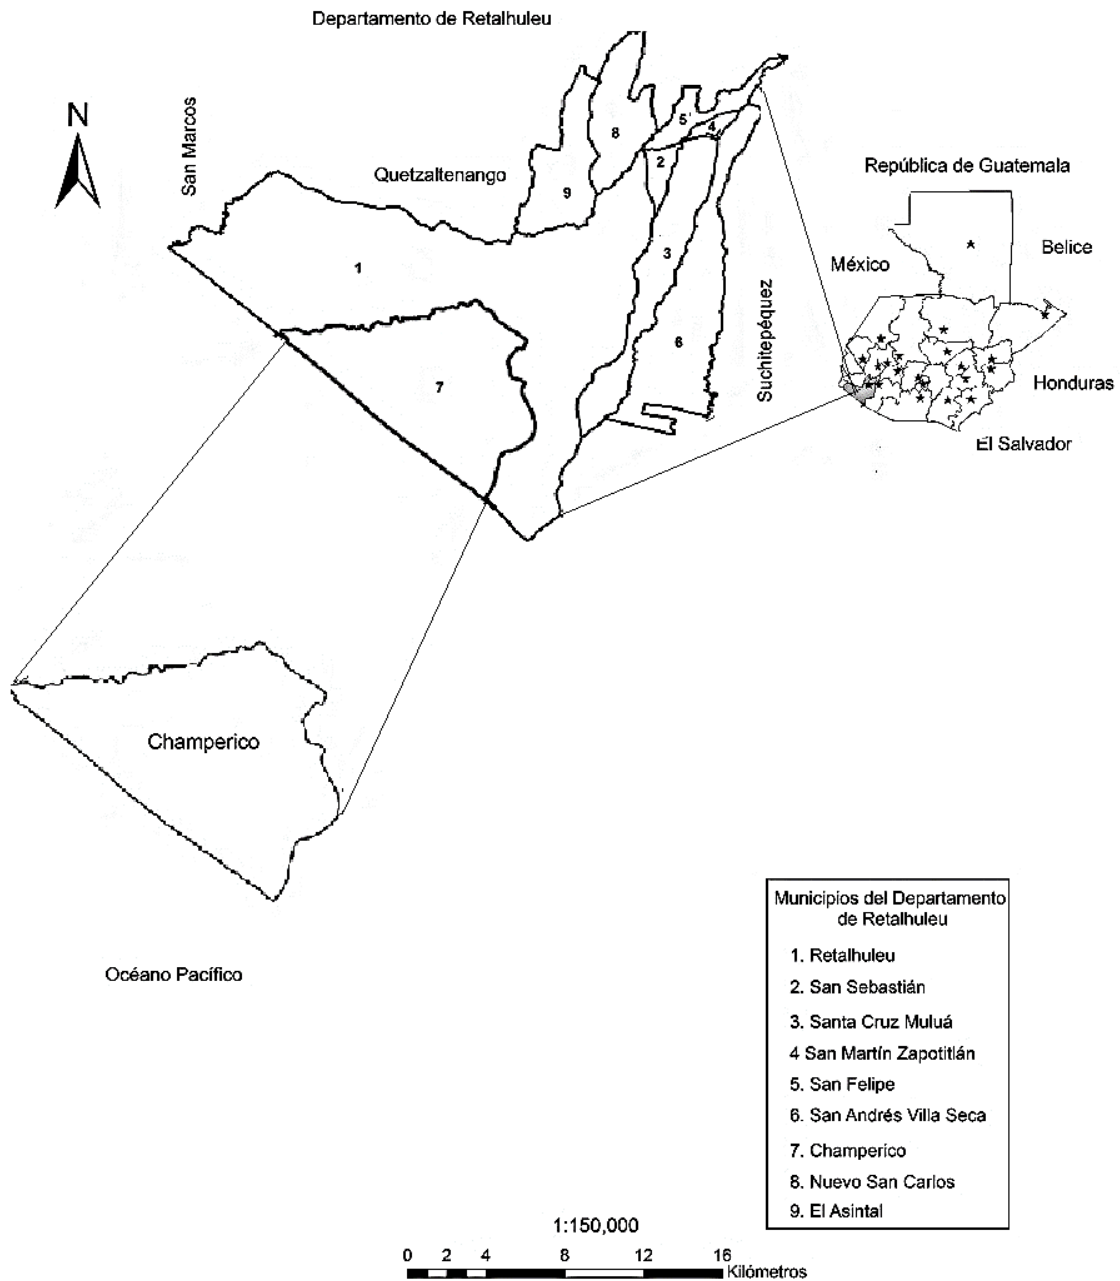 Departamento de Retalhuleu
N
San Marcos
Quetzaltenango
8
5
4
2
9
3
1
6
7
Suchitepéquez
República de Guatemala
México
Belice
Honduras
El Salvador
Champerico
Océano Pacífico
Municipios del Departamento
de Retalhuleu
1. Retalhuleu
2. San Sebastián
3. Santa Cruz Muluá
4 San Martín Zapotitlán
5. San Felipe
6. San Andrés Villa Seca
7. Champerico
8. Nuevo San Carlos
9. El Asintal
1:150,000
0 2 4 8 12 16
Kilómetros